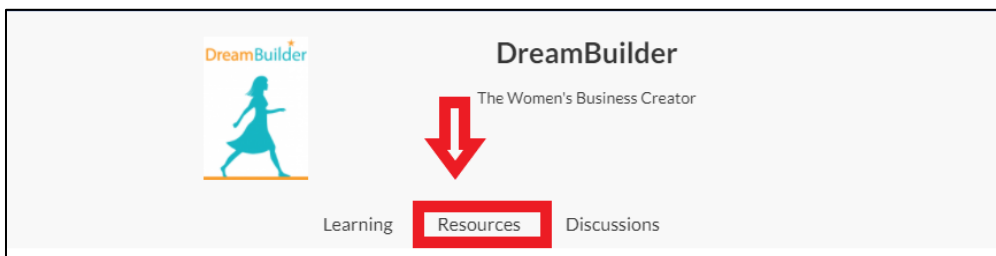 DreamBuilder
DreamBuilder
The Women's Business Creator
Learning Resources Discussions